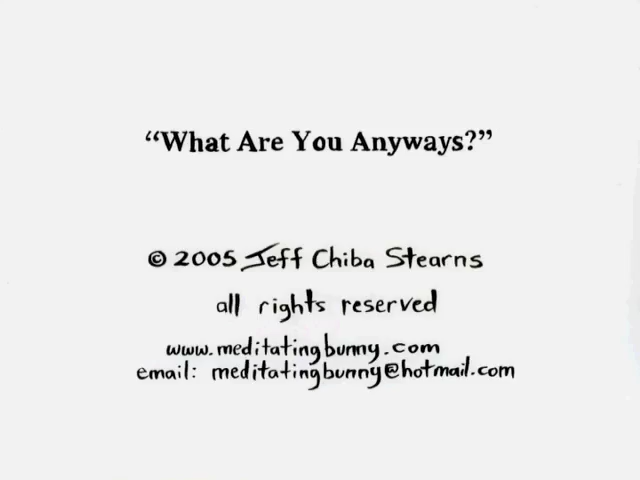 “What Are You Anyways?”
© 2005 Jeff Chiba Stearns
all rights reserved
www.meditatingbunny.com
email: meditatingbunny@hotmail.com